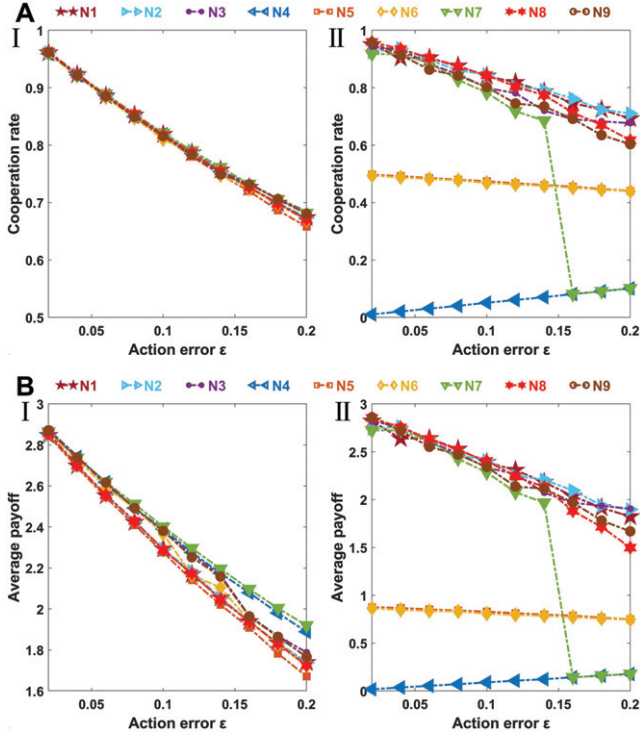 A
N1 N2 N3 N4 N5 N6 N7 N8 N9
I
II
Cooperation rate
1
0.9
0.8
0.7
0.6
0.5
0.05 0.1 0.15 0.2
Action error ε
Cooperation rate
1
0.8
0.6
0.4
0.2
0
0.05 0.1 0.15 0.2
Action error ε
B
N1 N2 N3 N4 N5 N6 N7 N8 N9
I
II
Average payoff
3
2.8
2.6
2.4
2.2
2
1.8
1.6
0.05 0.1 0.15 0.2
Action error ε
Average payoff
3
2.5
2
1.5
1
0.5
0
0.05 0.1 0.15 0.2
Action error ε